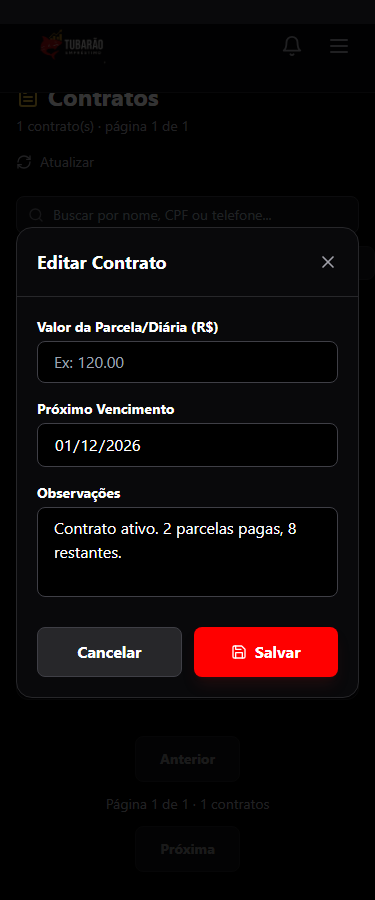 TUBARÃO
EMPRÉSTIMO
Contratos
1 contrato(s) · página 1 de 1
Atualizar
Buscar por nome, CPF ou telefone...
Editar Contrato
Valor da Parcela/Diária (R$)
Ex: 120.00
Próximo Vencimento
01/12/2026
Observações
Contrato ativo. 2 parcelas pagas, 8
restantes.
Cancelar
Salvar
Anterior
Página 1 de 1 · 1 contratos
Próxima